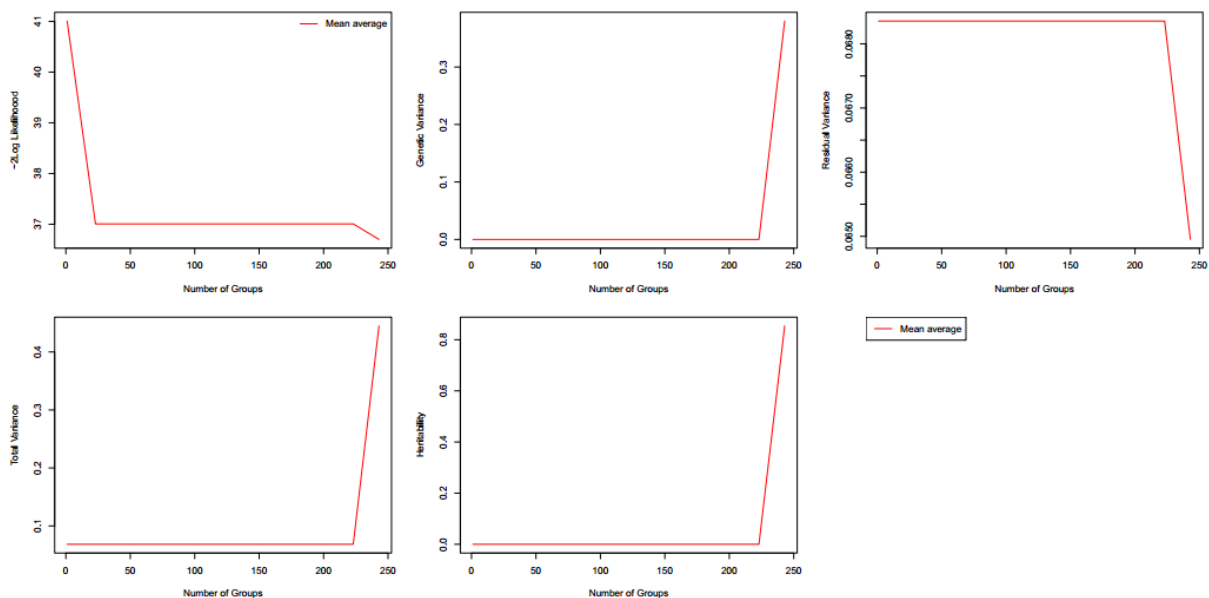 Mean average
-2Log Likelihoood
41
40
39
38
37
0 50 100 150 200 250
Number of Groups
Genetic Variance
0.3
0.2
0.1
0.0
0 50 100 150 200 250
Number of Groups
Residual Variance
0.0680
0.0670
0.0660
0.0650
0 50 100 150 200 250
Number of Groups
Total Variance
0.4
0.3
0.2
0.1
0 50 100 150 200 250
Number of Groups
Heritability
0.8
0.6
0.4
0.2
0.0
0 50 100 150 200 250
Number of Groups
Mean average